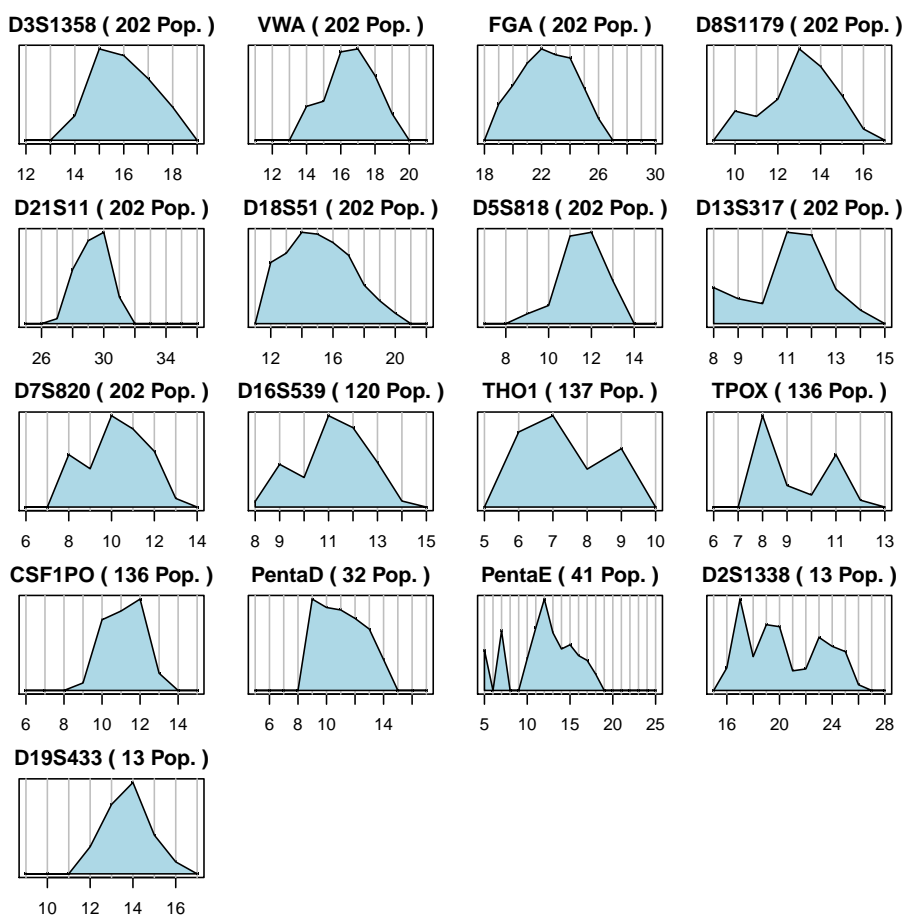 D3S1358 ( 202 Pop. ) VWA ( 202 Pop. ) FGA ( 202 Pop. ) D8S1179 ( 202 Pop. )
12 14 16 18 12 14 16 18 20 18 22 26 30 10 12 14 16
D21S11 ( 202 Pop. ) D18S51 ( 202 Pop. ) D5S818 ( 202 Pop. ) D13S317 ( 202 Pop. )
26 30 34 12 16 20 8 10 12 14 8 9 11 13 15
D7S820 ( 202 Pop. ) D16S539 ( 120 Pop. ) THO1 ( 137 Pop. ) TPOX ( 136 Pop. )
6 8 10 12 14 8 9 11 13 15 5 6 7 8 9 10 6 7 8 9 11 13
CSF1PO ( 136 Pop. ) PentaD ( 32 Pop. ) PentaE ( 41 Pop. ) D2S1338 ( 13 Pop. )
6 8 10 12 14 6 8 10 14 5 10 15 20 25 16 20 24 28
D19S433 ( 13 Pop. )
10 12 14 16